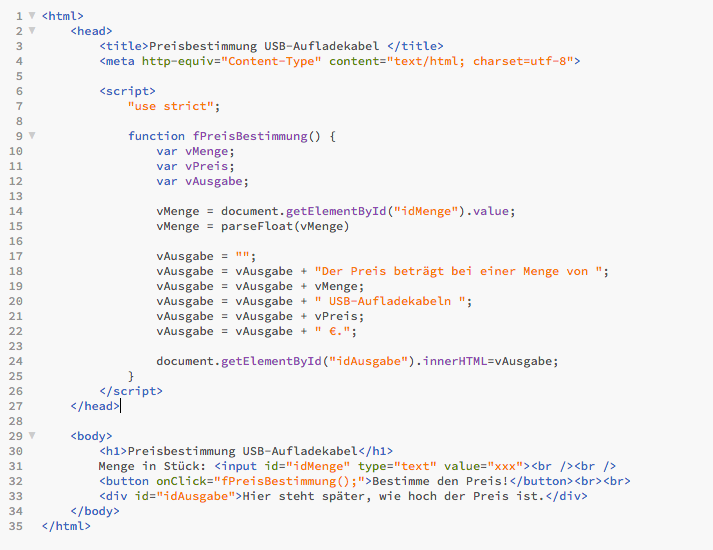 1 <html>
2 <head>
3 <title>Preisbestimmung USB-Aufladekabel </title>
4 <meta http-equiv="Content-Type" content="text/html; charset=utf-8">
5
6 <script>
7 "use strict";
8
9 function fPreisBestimmung() {
10 var vMenge;
11 var vPreis;
12 var vAusgabe;
13
14 vMenge = document.getElementById("idMenge").value;
15 vMenge = parseFloat(vMenge)
16
17 vAusgabe = "";
18 vAusgabe = vAusgabe + "Der Preis beträgt bei einer Menge von ";
19 vAusgabe = vAusgabe + vMenge;
20 vAusgabe = vAusgabe + " USB-Aufladekabeln ";
21 vAusgabe = vAusgabe + vPreis;
22 vAusgabe = vAusgabe + " €.";
23
24 document.getElementById("idAusgabe").innerHTML=vAusgabe;
25 }
26 </script>
27 </head>
28
29 <body>
30 <h1>Preisbestimmung USB-Aufladekabel</h1>
31 Menge in Stück: <input id="idMenge" type="text" value="xxx"><br /><br />
32 <button onClick="fPreisBestimmung();">Bestimme den Preis!</button><br><br>
33 <div id="idAusgabe">Hier steht später, wie hoch der Preis ist.</div>
34 </body>
35 </html>